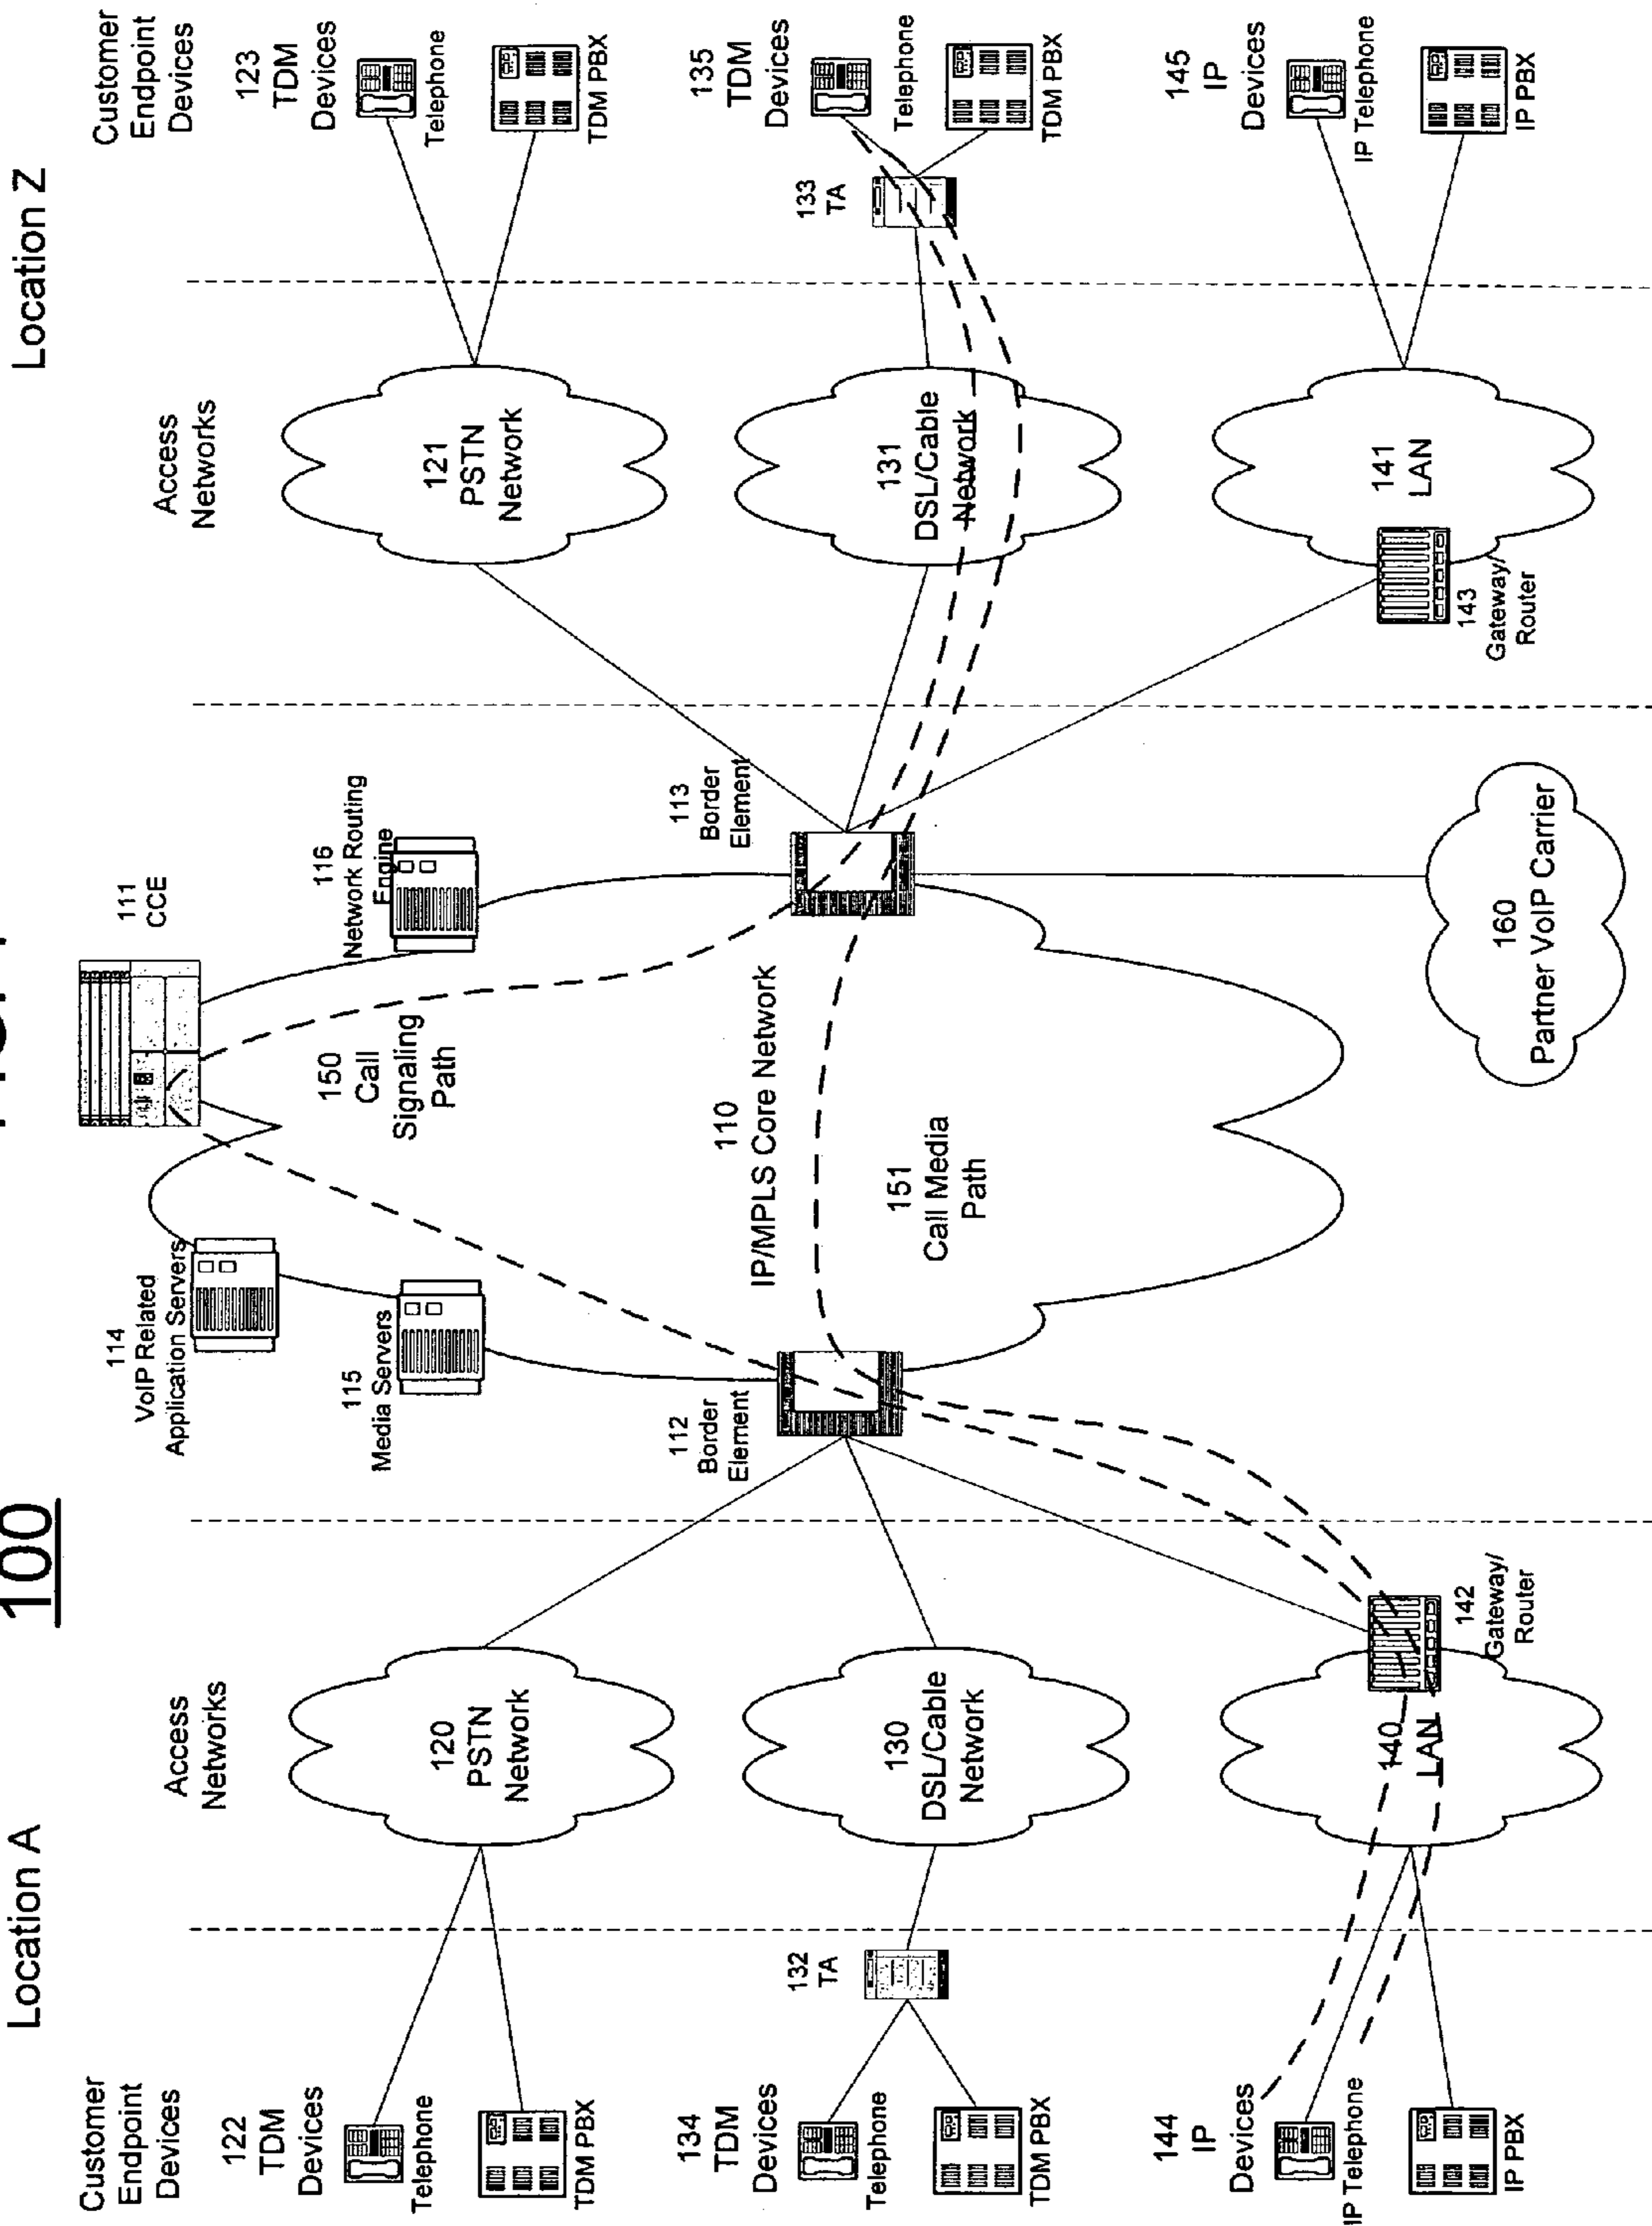 100
Location A
Location Z
Customer
Endpoint
Devices
Access
Networks
Access
Networks
Customer
Endpoint
Devices
111
CCE
114
VoIP Related
Application Servers
115
Media Servers
116
Network Routing
Engine
150
Call
Signaling
Path
122
TDM
Devices
Telephone
TDM PBX
120
PSTN
Network
121
PSTN
Network
123
TDM
Devices
Telephone
TDM PBX
112
Border
Element
110
IP/MPLS Core Network
113
Border
Element
151
Call Media
Path
134
TDM
Devices
Telephone
TDM PBX
132
TA
130
DSL/Cable
Network
131
DSL/Cable
Network
133
TA
135
TDM
Devices
Telephone
TDM PBX
144
IP
Devices
IP Telephone
IP PBX
140
LAN
142
Gateway/
Router
160
Partner VoIP Carrier
143
Gateway/
Router
141
LAN
145
IP
Devices
IP Telephone
IP PBX